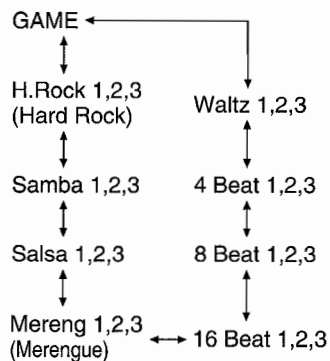 GAME
H.Rock 1,2,3
(Hard Rock)
Waltz 1,2,3
Samba 1,2,3
4 Beat 1,2,3
Salsa 1,2,3
8 Beat 1,2,3
Mereng 1,2,3
(Merengue)
16 Beat 1,2,3